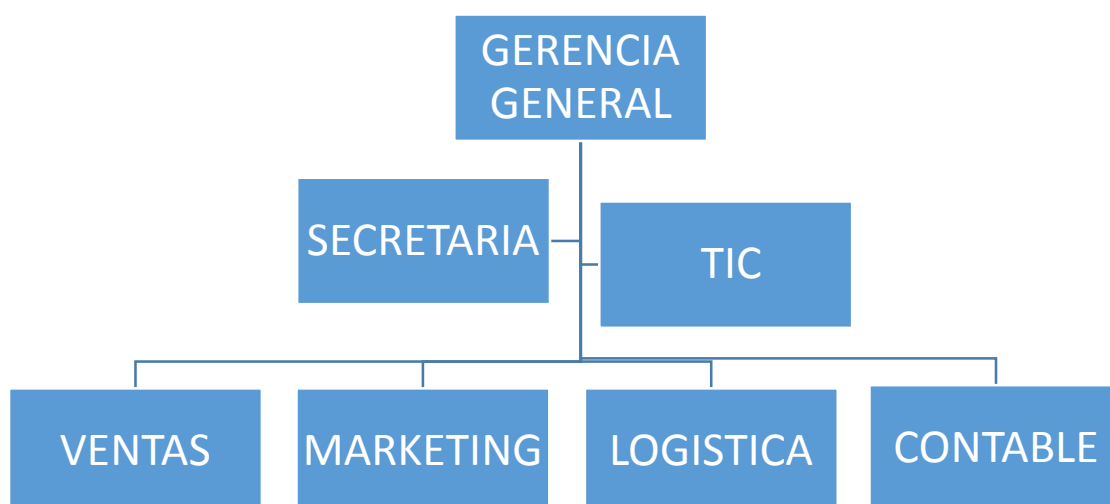 GERENCIA
GENERAL
SECRETARIA
TIC
VENTAS
MARKETING
LOGISTICA
CONTABLE